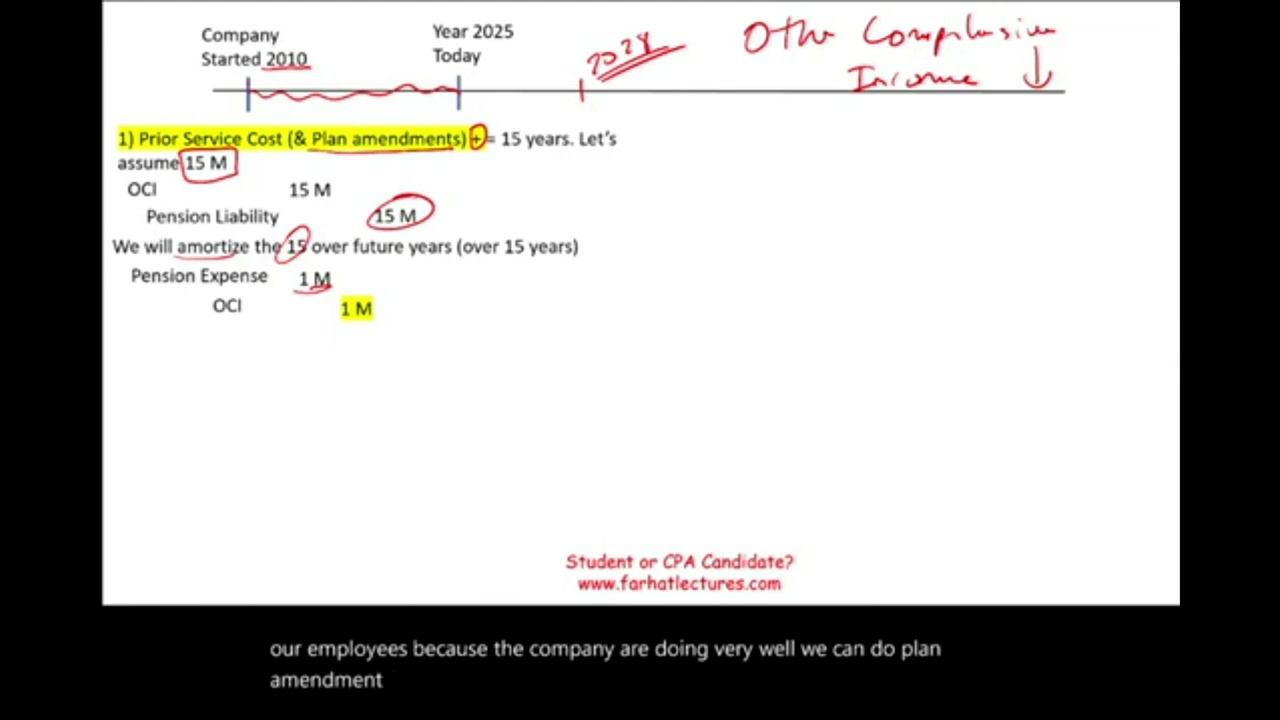 Company
Started 2010
Year 2025
Today
2028
Other Comprehensive
Income
1) Prior Service Cost (& Plan amendments) + = 15 years. Let's
assume 15 M
OCI 15 M
Pension Liability 15 M
We will amortize the 15 over future years (over 15 years)
Pension Expense 1 M
OCI 1 M
Student or CPA Candidate?
www.farhatlectures.com
our employees because the company are doing very well we can do plan
amendment